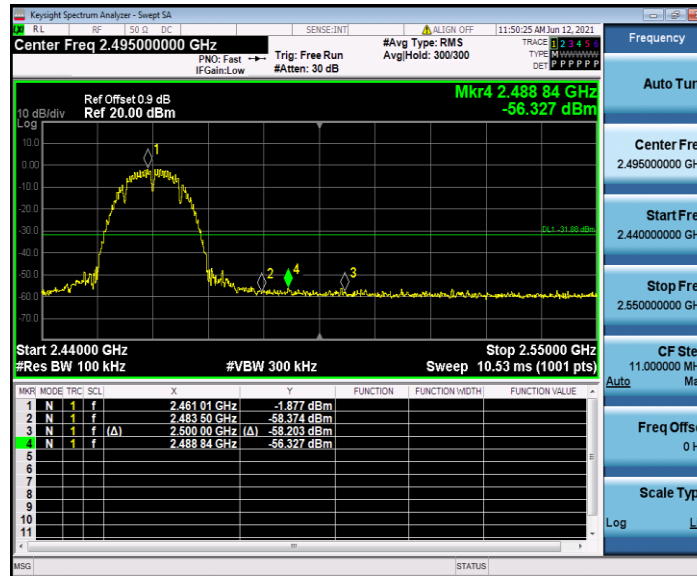 Keysight Spectrum Analyzer - Swept SA
RL RF 50 Ω DC SENSE:INT ALIGN OFF 11:50:25 AM Jun 12, 2021
Center Freq 2.495000000 GHz
#Avg Type: RMS
TRACE 1 2 3 4 5 6
PNO: Fast
Trig: Free Run
Avg|Hold: 300/300
TYPE MWWWWW
IFGain:Low
#Atten: 30 dB
DET P P P P P P
Mkr4 2.488 84 GHz
-56.327 dBm
Ref Offset 0.9 dB
10 dB/div Ref 20.00 dBm
Log
10.0
0.00
-10.0
-20.0
-30.0
-40.0
-50.0
-60.0
-70.0
1
2
4
3
DL1 -31.88 dBm
Start 2.44000 GHz Stop 2.55000 GHz
#Res BW 100 kHz #VBW 300 kHz Sweep 10.53 ms (1001 pts)
MKR MODE TRC SCL X Y FUNCTION FUNCTION WIDTH FUNCTION VALUE
1 N 1 f 2.461 01 GHz -1.877 dBm
2 N 1 f 2.483 50 GHz -58.374 dBm
3 N 1 f (Δ) 2.500 00 GHz (Δ) -58.203 dBm
4 N 1 f 2.488 84 GHz -56.327 dBm
5
6
7
8
9
10
11
MSG STATUS
Frequency
Auto Tun
Center Fre
2.495000000 GH
Start Fre
2.440000000 GH
Stop Fre
2.550000000 GH
CF Ste
11.000000 MH
Auto Ma
Freq Offse
0 H
Scale Typ
Log L